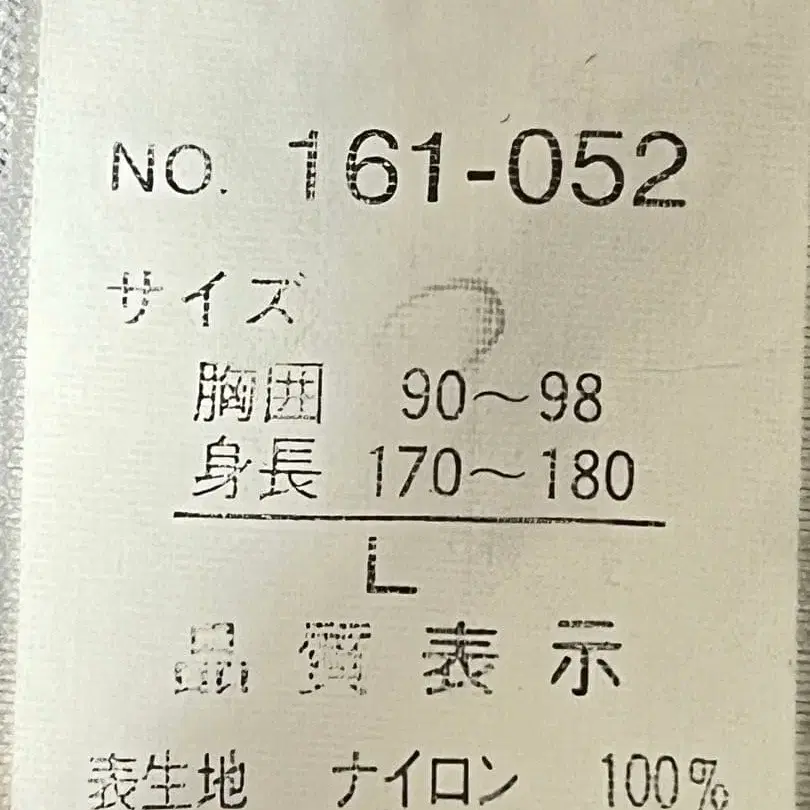 NO. 161-052
サイズ
胸囲 90～98
身長 170～180
L
品質表示
表生地 ナイロン 100%